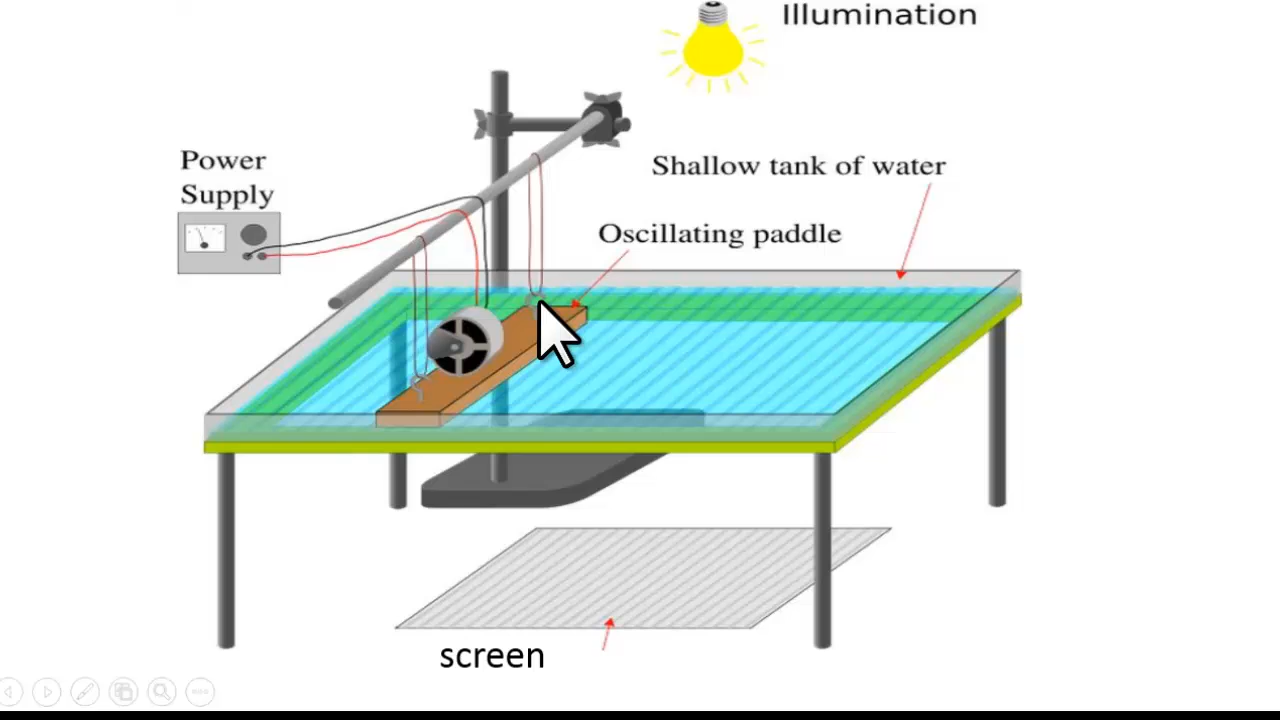 Illumination
Power
Supply
Shallow tank of water
Oscillating paddle
screen